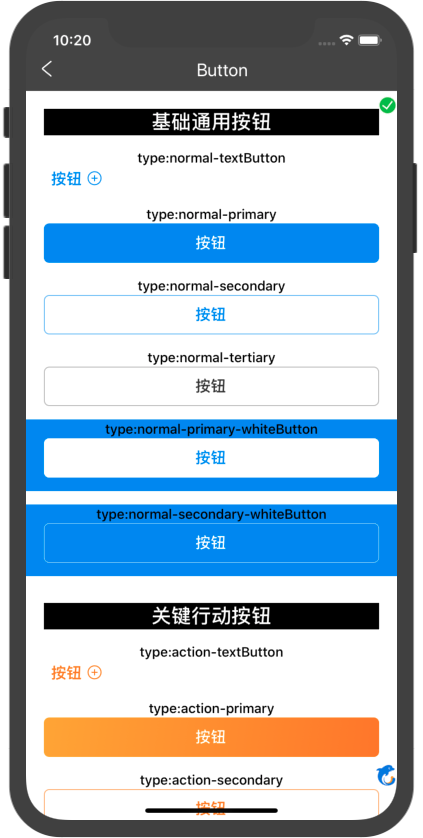 10:20
Button
基础通用按钮
type:normal-textButton
按钮
type:normal-primary
按钮
type:normal-secondary
按钮
type:normal-tertiary
按钮
type:normal-primary-whiteButton
按钮
type:normal-secondary-whiteButton
按钮
关键行动按钮
type:action-textButton
按钮
type:action-primary
按钮
type:action-secondary
按钮